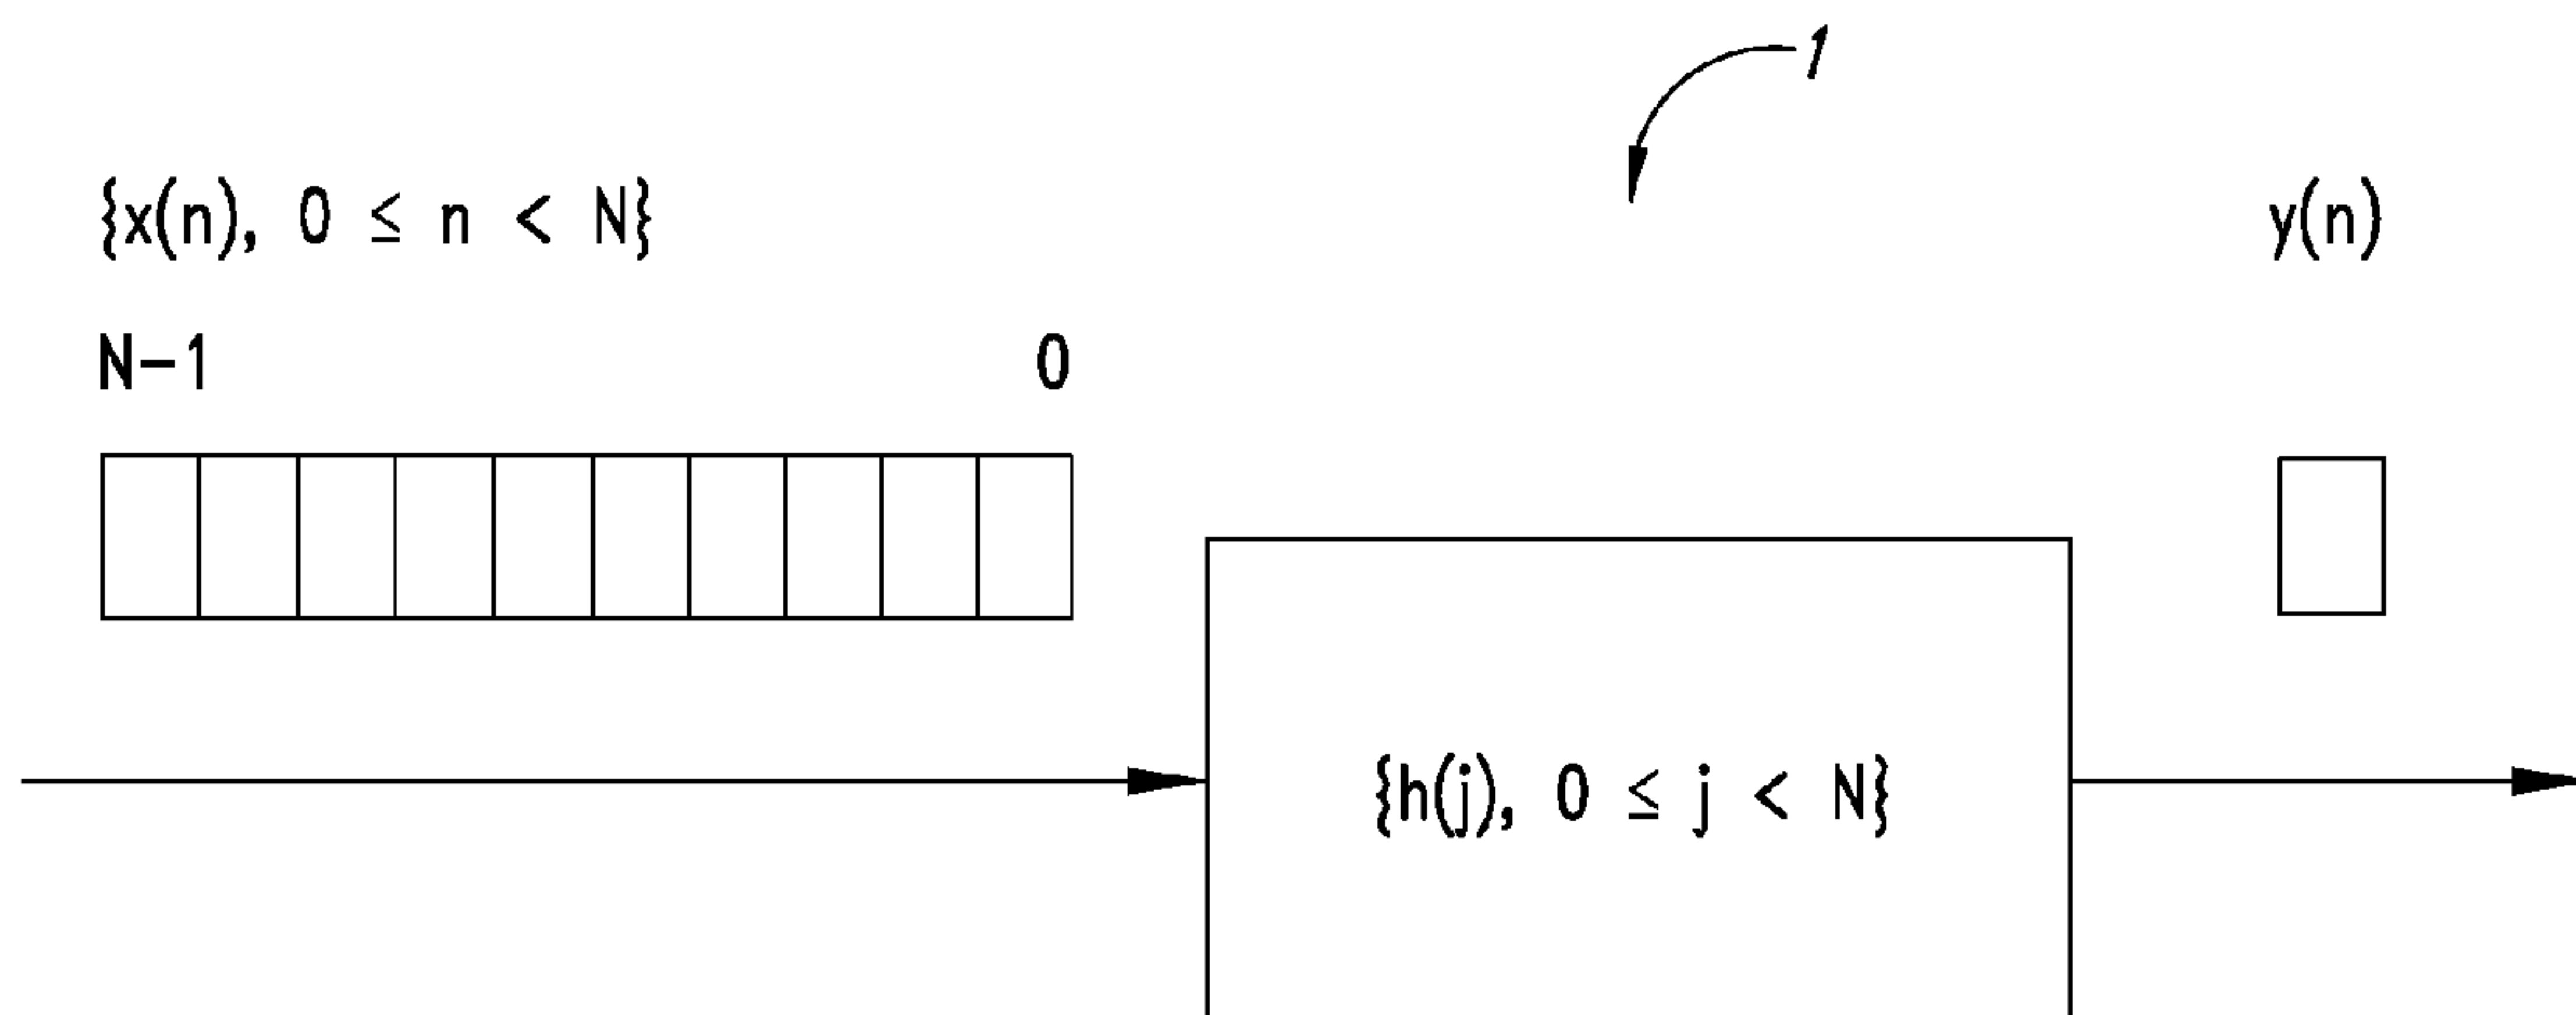 1
{x(n), 0 ≤ n < N} y(n)
N-1 0
{h(j), 0 ≤ j < N}